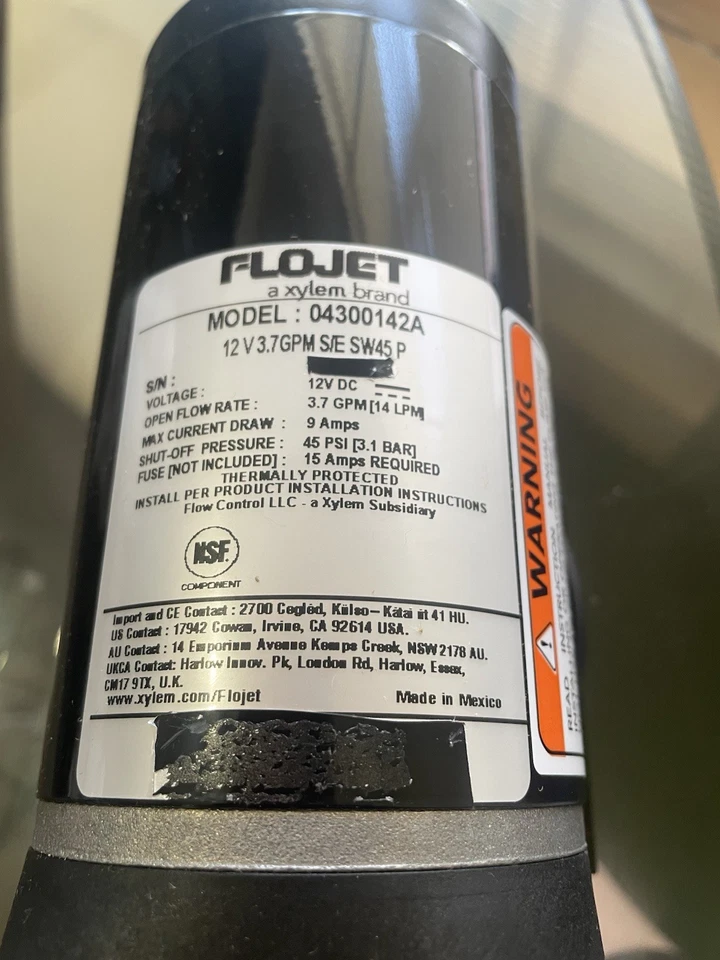 FLOJET
a xylem brand
MODEL : 04300142A
12 V 3.7GPM S/E SW45 P
S/N :
VOLTAGE : 12V DC
OPEN FLOW RATE : 3.7 GPM [14 LPM]
MAX CURRENT DRAW : 9 Amps
SHUT-OFF PRESSURE : 45 PSI [3.1 BAR]
FUSE [NOT INCLUDED] : 15 Amps REQUIRED
THERMALLY PROTECTED
INSTALL PER PRODUCT INSTALLATION INSTRUCTIONS
Flow Control LLC - a Xylem Subsidiary
NSF.
COMPONENT
Import and CE Contact : 2700 Cegléd, Külso-Kátai út 41 HU.
US Contact : 17942 Cowan, Irvine, CA 92614 USA.
AU Contact : 14 Emporium Avenue Kemps Creek, NSW 2178 AU.
UKCA Contact: Harlow Innov. Pk, London Rd, Harlow, Essex,
CM17 9TX, U.K.
www.xylem.com/Flojet Made in Mexico
WARNING
READ INSTRUCTION MANUAL